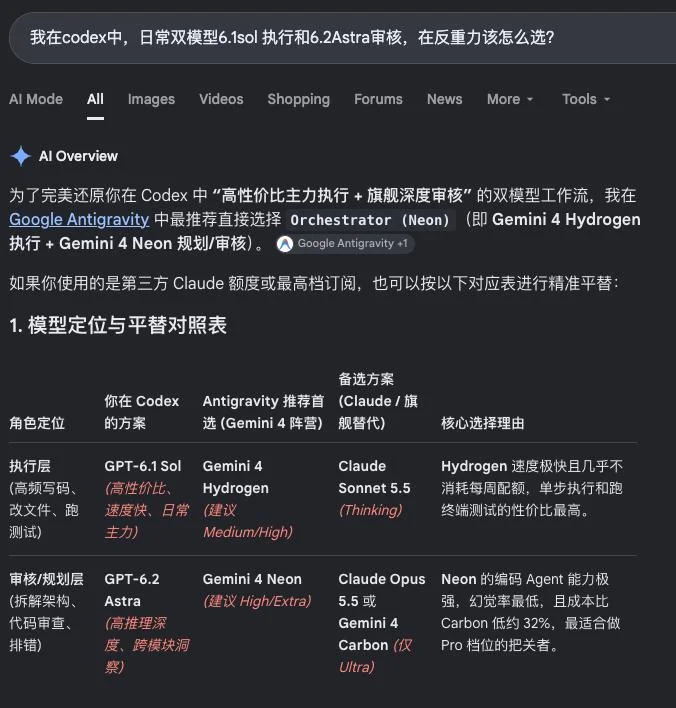 我在codex中，日常双模型6.1sol 执行和6.2Astra审核，在反重力该怎么选？
AI Mode All Images Videos Shopping Forums News More Tools
AI Overview
为了完美还原你在 Codex 中 “高性价比主力执行 + 旗舰深度审核” 的双模型工作流，我在
Google Antigravity 中最推荐直接选择 Orchestrator (Neon)（即 Gemini 4 Hydrogen
执行 + Gemini 4 Neon 规划/审核）。 Google Antigravity +1
如果你使用的是第三方 Claude 额度或最高档订阅，也可以按以下对应表进行精准平替：
1. 模型定位与平替对照表
角色定位
你在 Codex
的方案
Antigravity 推荐首
选 (Gemini 4 阵营)
备选方案
(Claude / 旗
舰替代)
核心选择理由
执行层
(高频写码、
改文件、跑
测试)
GPT-6.1 Sol
(高性价比、
速度快、日常
主力)
Gemini 4
Hydrogen
(建议
Medium/High)
Claude
Sonnet 5.5
(Thinking)
Hydrogen 速度极快且几乎不
消耗每周配额，单步执行和跑
终端测试的性价比最高。
审核/规划层
(拆解架构、
代码审查、
排错)
GPT-6.2
Astra
(高推理深
度、跨模块洞
察)
Gemini 4 Neon
(建议 High/Extra)
Claude Opus
5.5 或
Gemini 4
Carbon (仅
Ultra)
Neon 的编码 Agent 能力极
强，幻觉率最低，且成本比
Carbon 低约 32%，最适合做
Pro 档位的把关者。